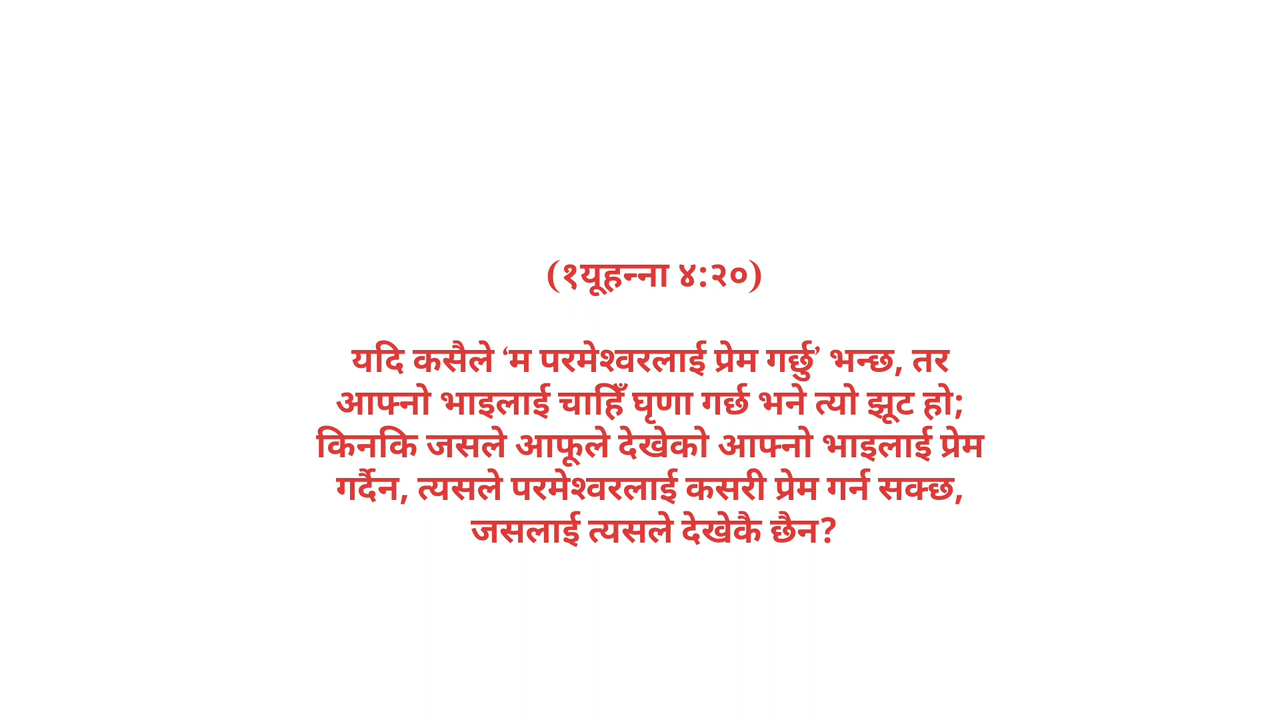 (१यूहन्ना ४:२०)
यदि कसैले ‘म परमेश्वरलाई प्रेम गर्छु’ भन्छ, तर
आफ्नो भाइलाई चाहिँ घृणा गर्छ भने त्यो झूट हो;
किनकि जसले आफूले देखेको आफ्नो भाइलाई प्रेम
गर्दैन, त्यसले परमेश्वरलाई कसरी प्रेम गर्न सक्छ,
जसलाई त्यसले देखेकै छैन?